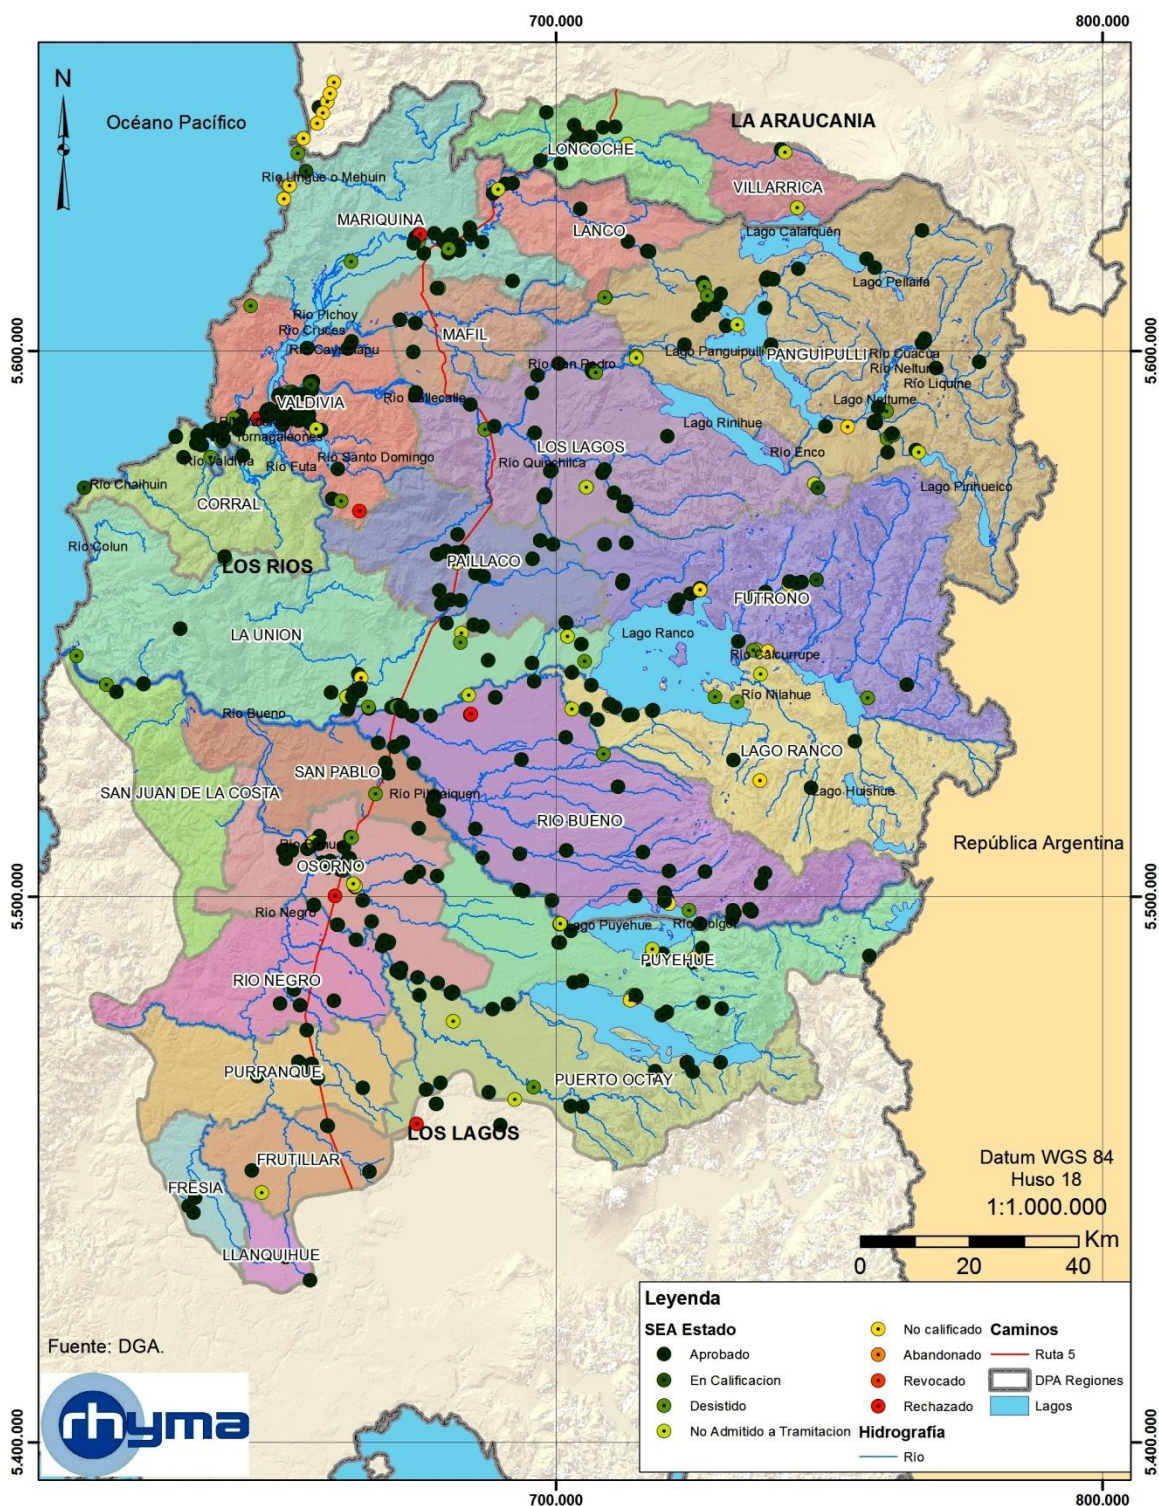 700.000
800.000
N
Océano Pacífico
LA ARAUCANIA
LONCOCHE
Río Lingue o Mehuin
VILLARRICA
MARIQUINA
LANCO
Lago Calafquén
Lago Pellaifa
Río Pichoy
Río Cruces
MAFIL
5.600.000
5.600.000
Lago Panguipulli
PANGUIPULLI
Río Cuacua
Río San Pedro
Río Neltume
Río Liquine
Río Callecalle
VALDIVIA
Lago Neltume
Lago Rinihue
Tornagaleones
LOS LAGOS
Río Valdivia
Río Futa
Río Santo Domingo
Río Quinchilca
Río Enco
Río Chaihuin
Lago Pirihueico
CORRAL
Río Colun
LOS RIOS
PAILLACO
FUTRONO
LA UNION
Lago Ranco
Río Calcurrupe
Río Nilahue
Río Bueno
LAGO RANCO
SAN PABLO
SAN JUAN DE LA COSTA
Lago Huishue
RIO BUENO
República Argentina
OSORNO
5.500.000
5.500.000
Río Negro
Lago Puyehue
PUYEHUE
RIO NEGRO
PURRANQUE
PUERTO OCTAY
LOS LAGOS
FRUTILLAR
FRESIA
Datum WGS 84
Huso 18
1:1.000.000
LLANQUIHUE
Km
0 20 40
Leyenda
SEA Estado
Aprobado
En Calificacion
Desistido
No Admitido a Tramitacion
No calificado
Abandonado
Revocado
Rechazado
Hidrografía
Río
Caminos
Ruta 5
DPA Regiones
Lagos
Fuente: DGA.
rhyma
5.400.000
5.400.000
700.000
800.000